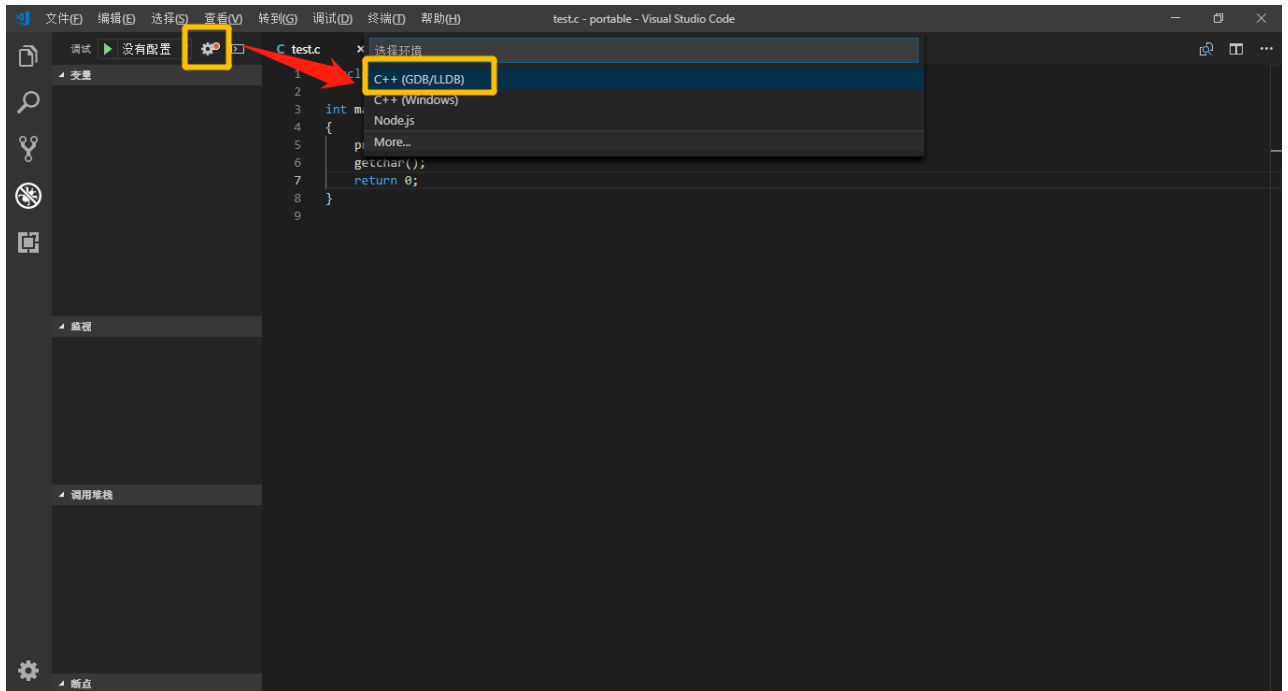 文件(F) 编辑(E) 选择(S) 查看(V) 转到(G) 调试(D) 终端(T) 帮助(H) test.c - portable - Visual Studio Code
调试 没有配置
C test.c
选择环境
C++ (GDB/LLDB)
C++ (Windows)
Node.js
More...
变量
1
2
3 int
4 {
5
6 getchar();
7 return 0;
8 }
9
监视
调用堆栈
断点